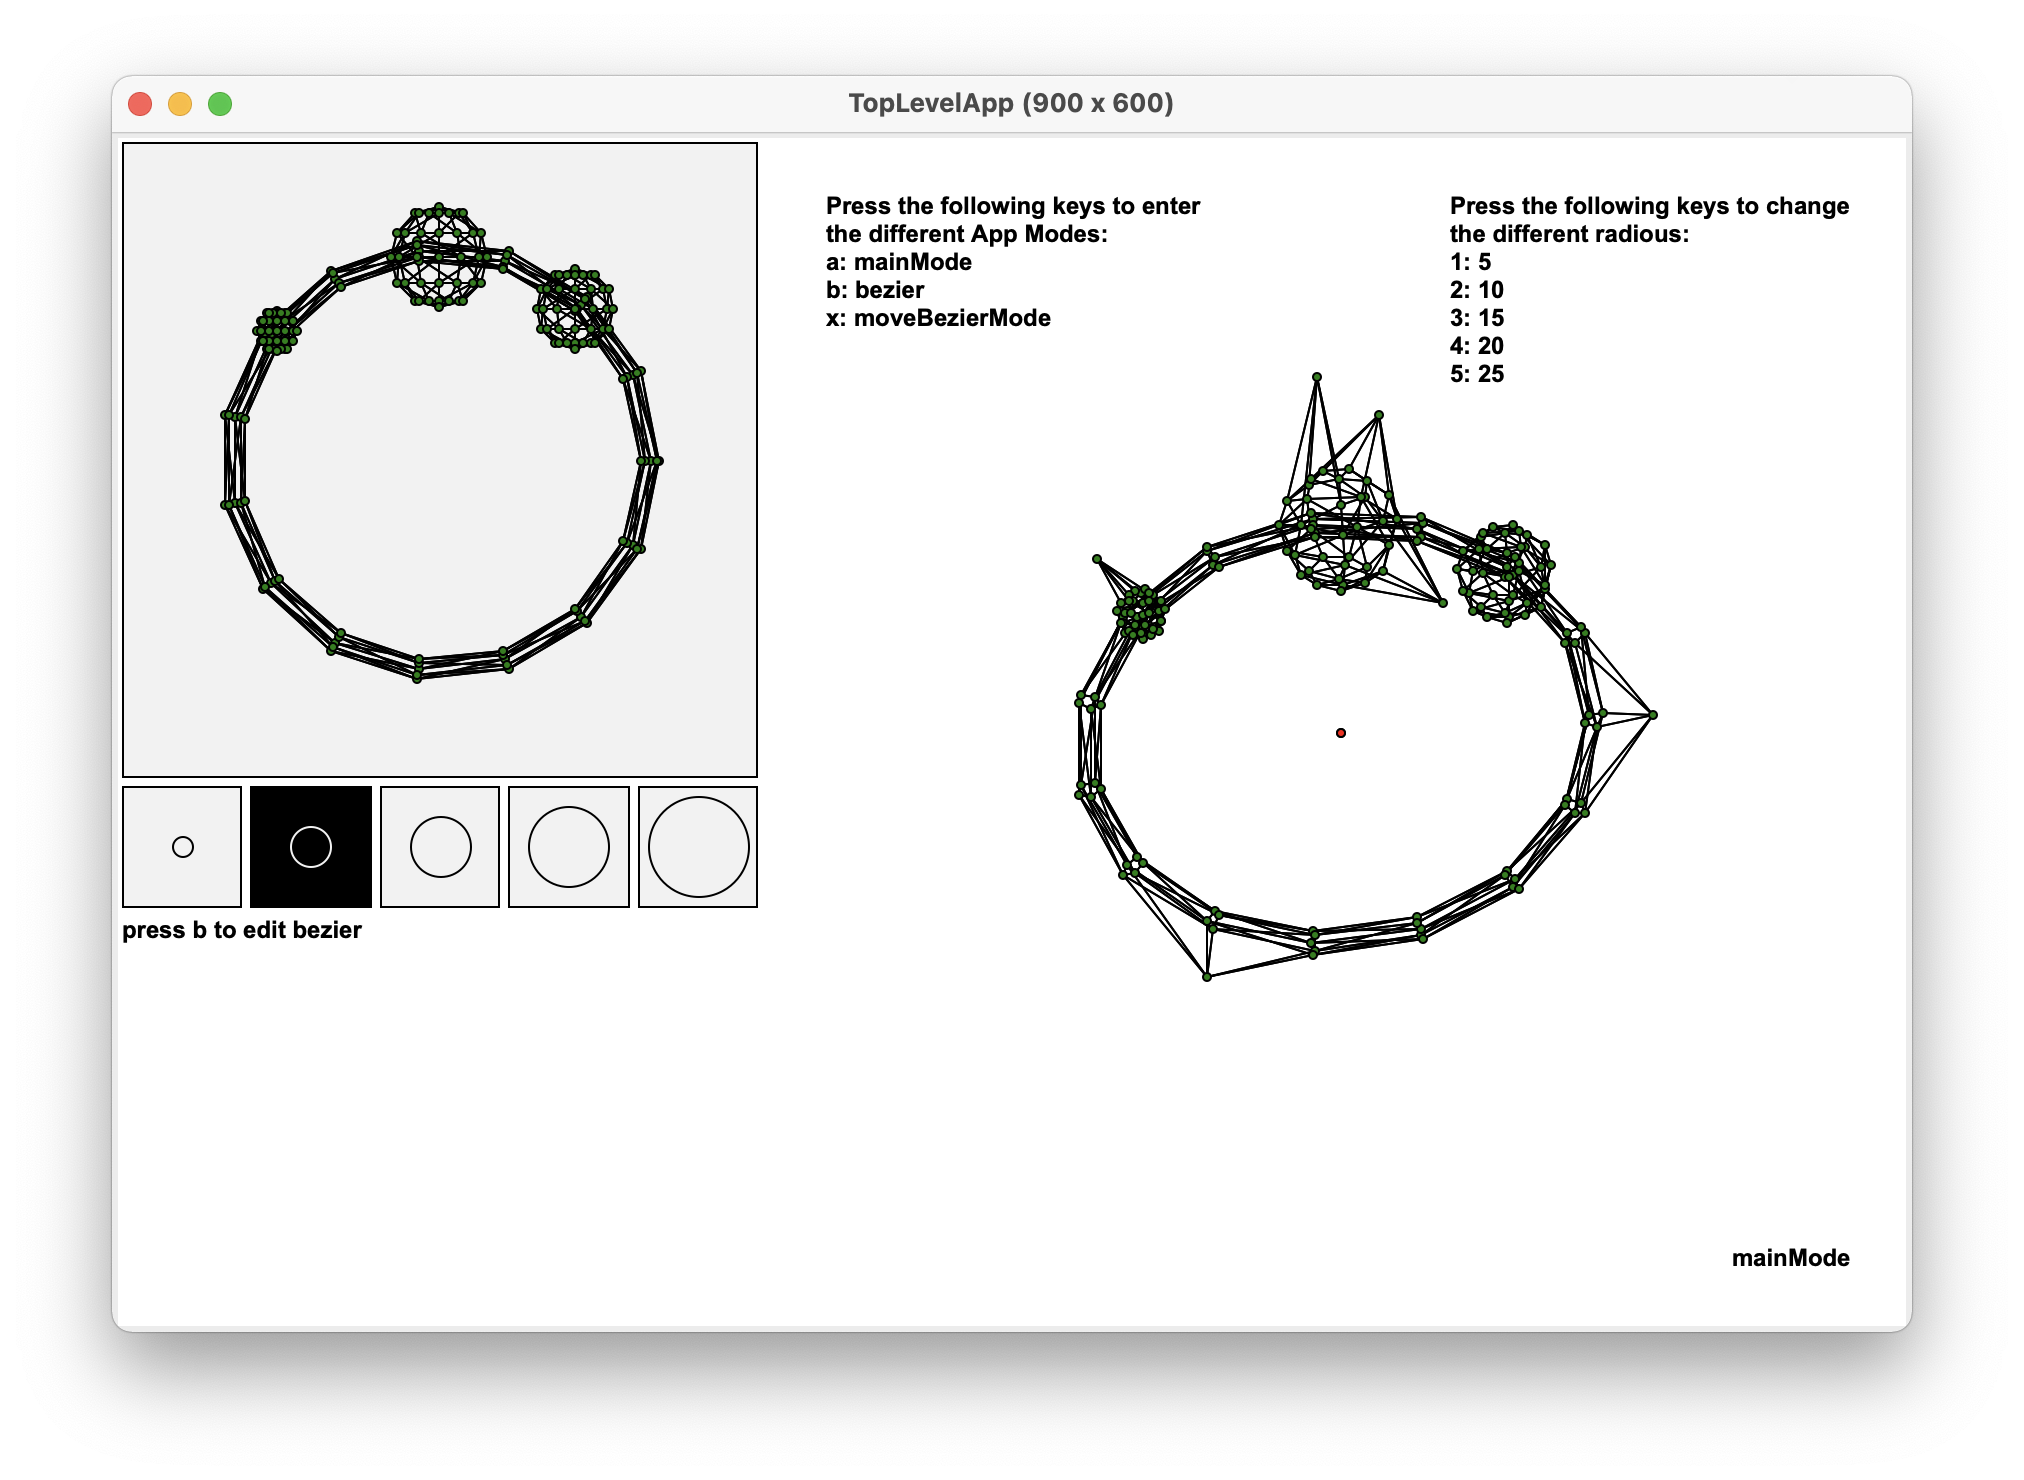 TopLevelApp (900 x 600)
Press the following keys to enter
the different App Modes:
a: mainMode
b: bezier
x: moveBezierMode
Press the following keys to change
the different radious:
1: 5
2: 10
3: 15
4: 20
5: 25
press b to edit bezier
mainMode